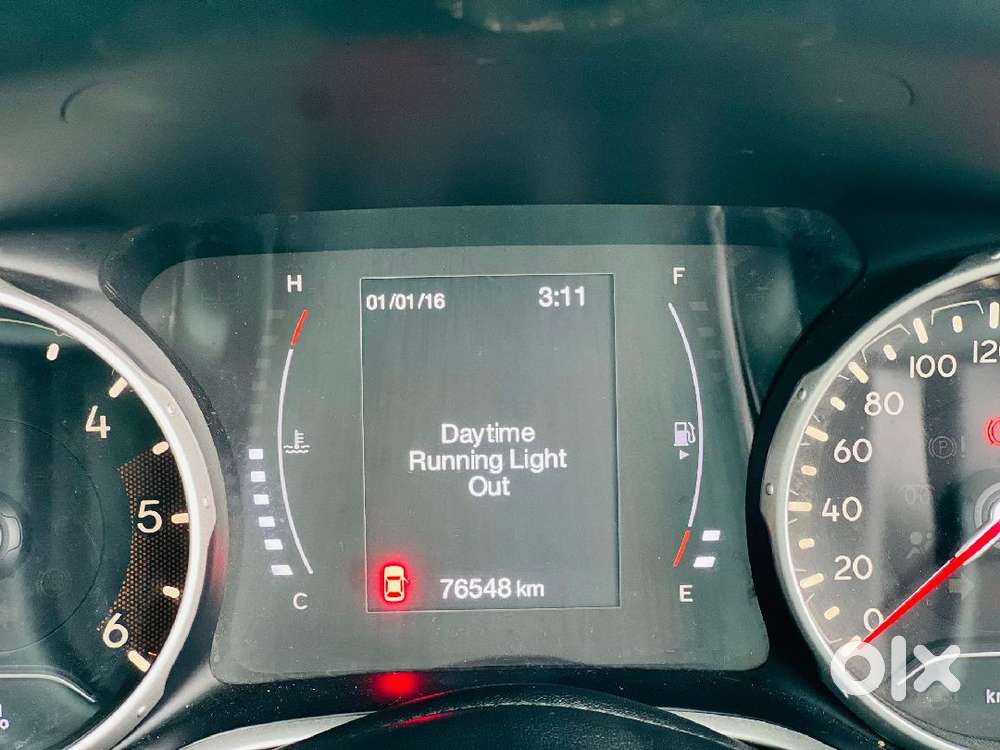 H
01/01/16 3:11
F
Daytime
Running Light
Out
76548 km
C
E
4
5
6
120
100
80
60
40
20
0
olx